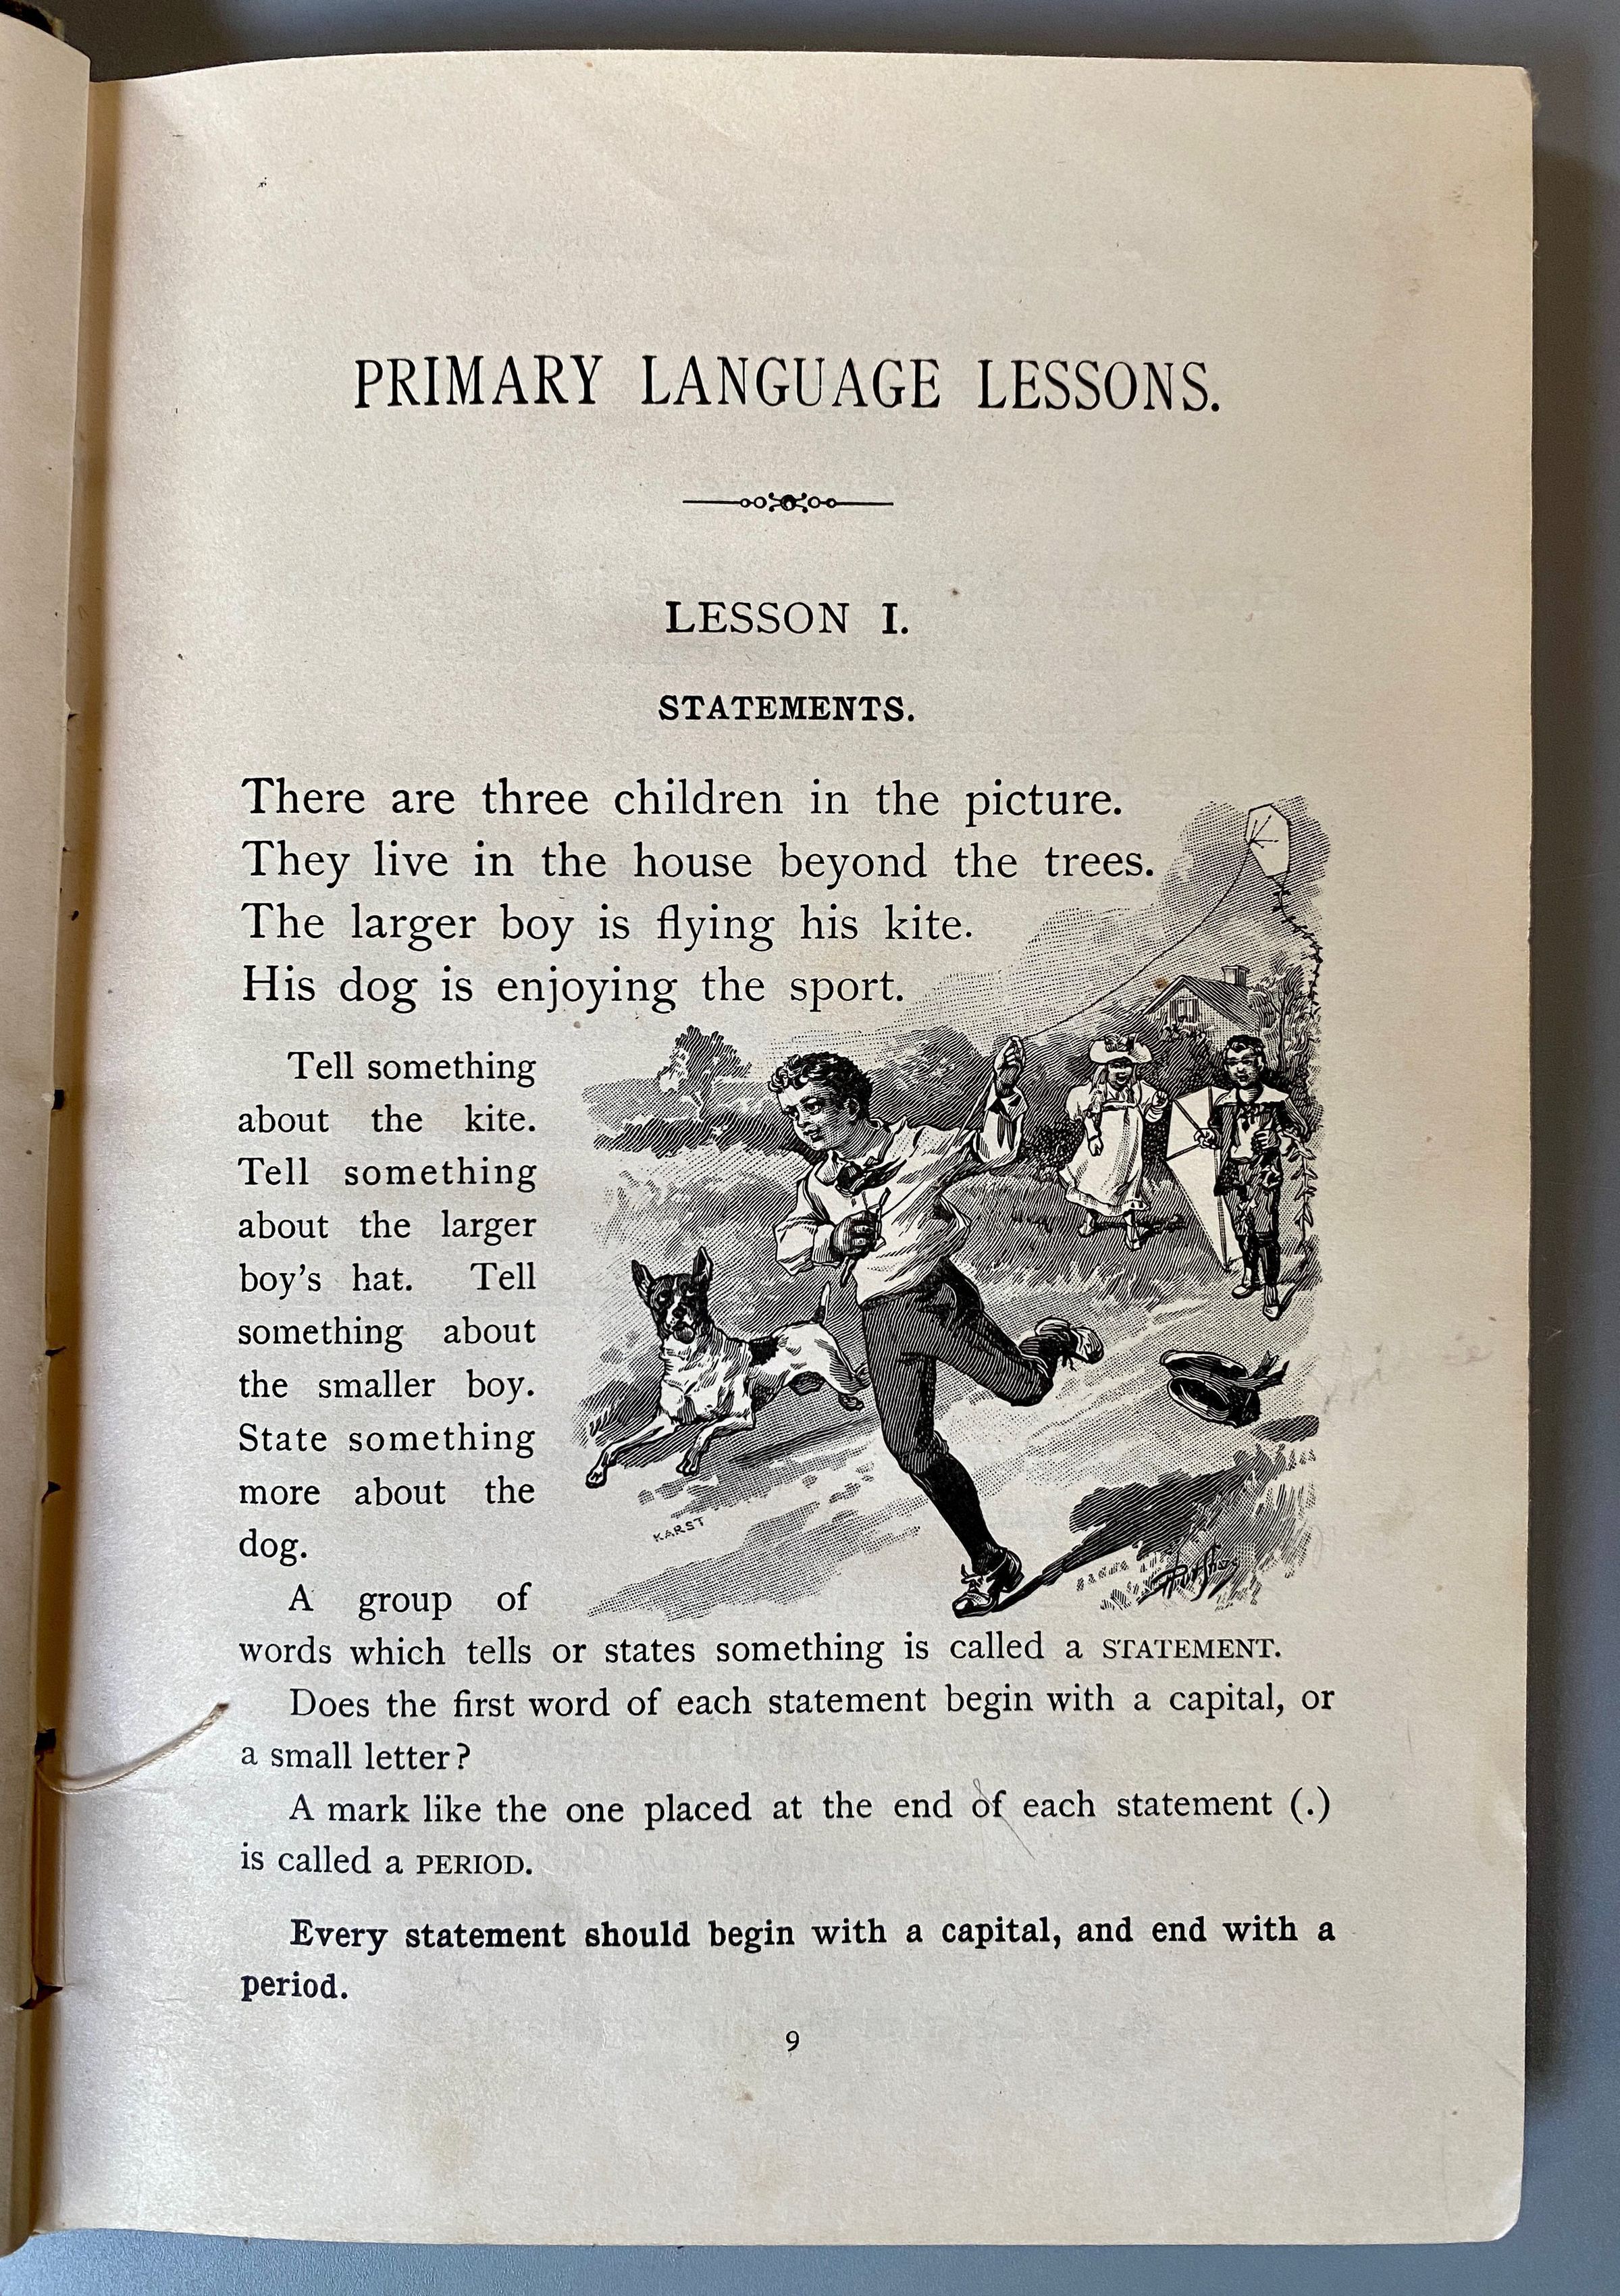 PRIMARY LANGUAGE LESSONS.
LESSON I.
STATEMENTS.
There are three children in the picture.
They live in the house beyond the trees.
The larger boy is flying his kite.
His dog is enjoying the sport.
Tell something
about the kite.
Tell something
about the larger
boy's hat. Tell
something about
the smaller boy.
State something
more about the
dog.
KARST
A group of
words which tells or states something is called a STATEMENT.
Does the first word of each statement begin with a capital, or
a small letter?
A mark like the one placed at the end of each statement (.)
is called a PERIOD.
Every statement should begin with a capital, and end with a
period.
9